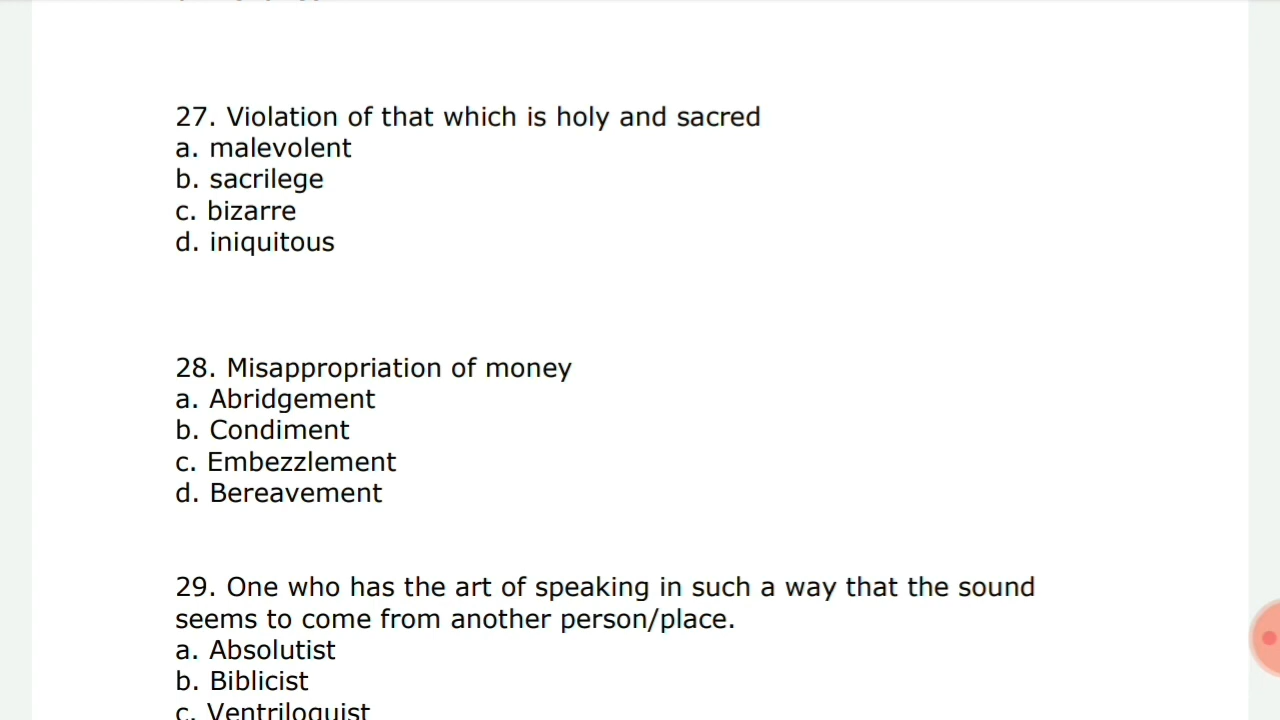 27. Violation of that which is holy and sacred
a. malevolent
b. sacrilege
c. bizarre
d. iniquitous
28. Misappropriation of money
a. Abridgement
b. Condiment
c. Embezzlement
d. Bereavement
29. One who has the art of speaking in such a way that the sound
seems to come from another person/place.
a. Absolutist
b. Biblicist
c. Ventriloquist